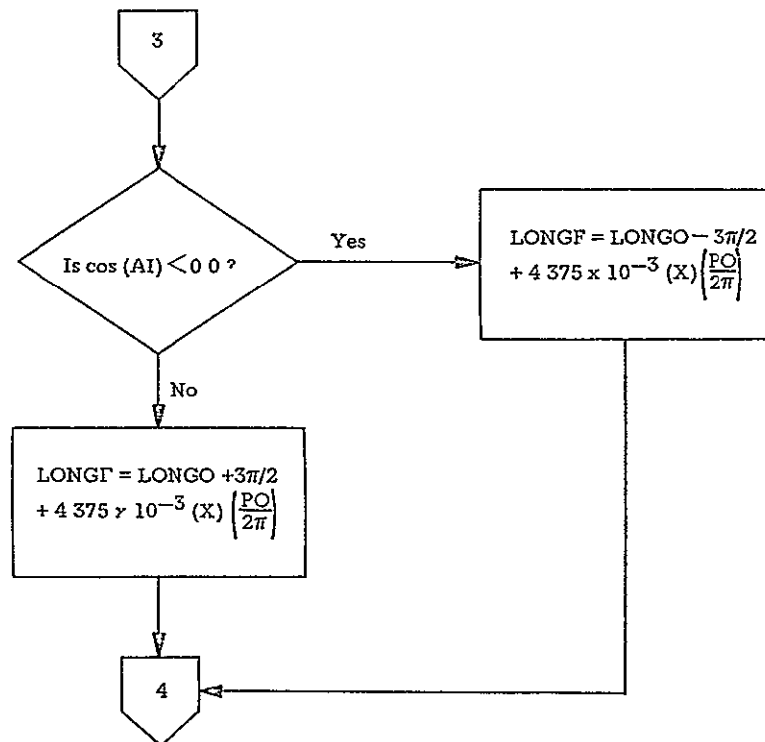 3
Is cos (AI) <0 0 ?
Yes
LONGF = LONGO − 3π/2
+ 4 375 x 10−3 (X) (PO/2π)
No
LONGΓ = LONGO +3π/2
+ 4 375 x 10−3 (X) (PO/2π)
4